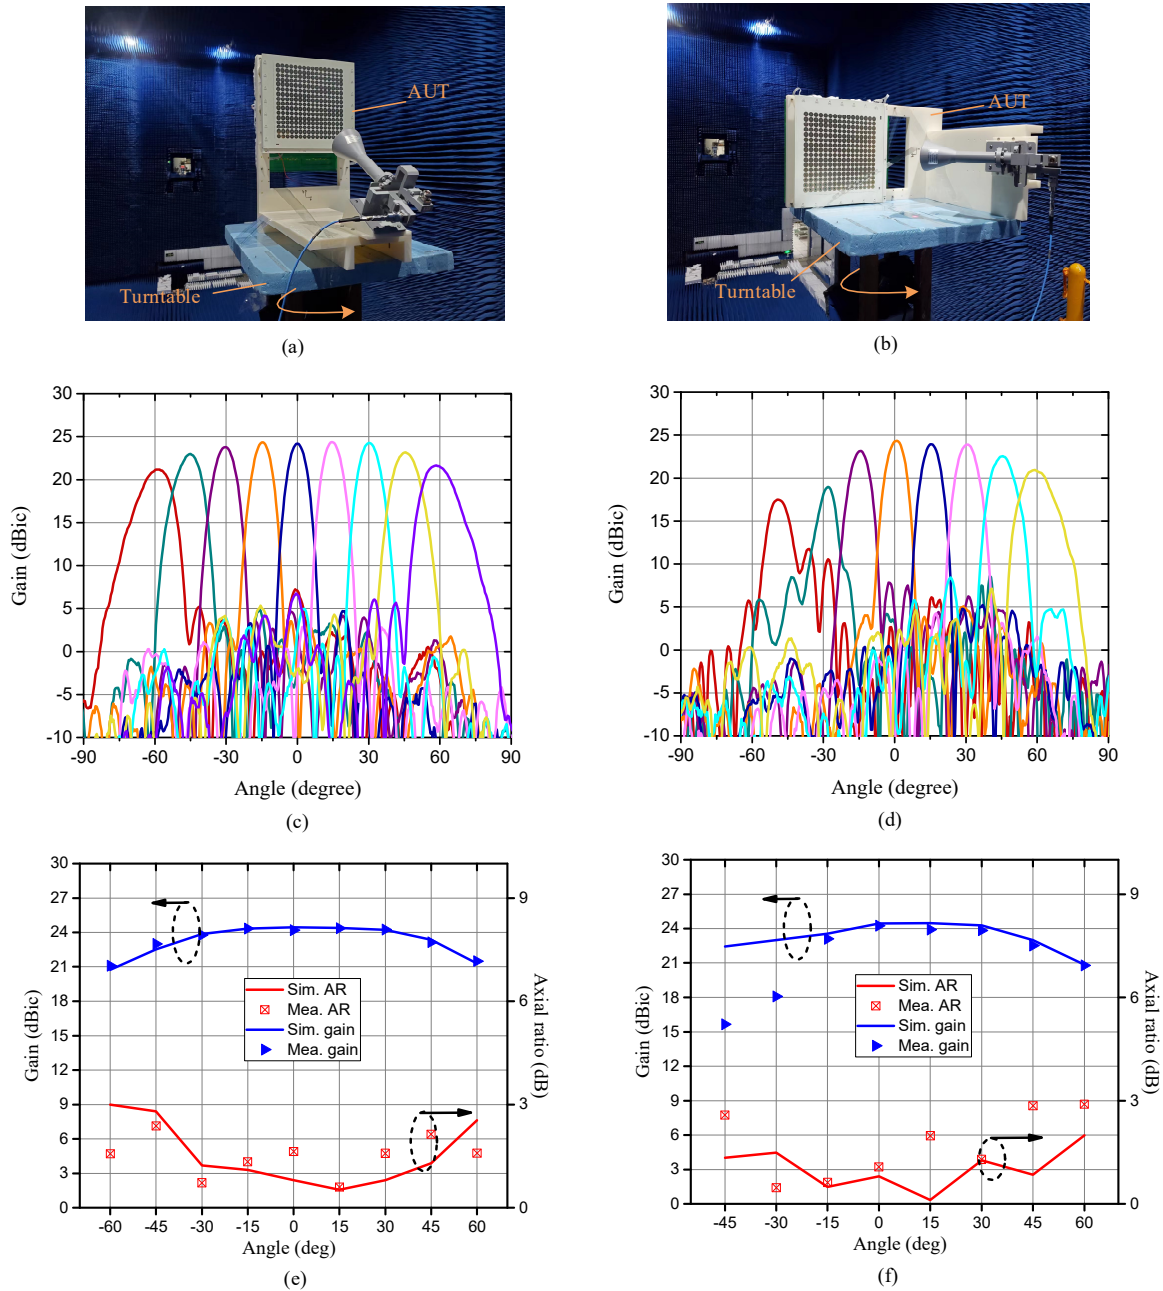 AUT
Turntable
(a)
AUT
Turntable
(b)
30
25
20
15
10
5
0
-5
-10
-90 -60 -30 0 30 60 90
Gain (dBic)
Angle (degree)
(c)
30
25
20
15
10
5
0
-5
-10
-90 -60 -30 0 30 60 90
Gain (dBic)
Angle (degree)
(d)
30
27
24
21
18
15
12
9
6
3
0
9
6
3
0
-60 -45 -30 -15 0 15 30 45 60
Gain (dBic)
Axial ratio (dB)
Sim. AR
Mea. AR
Sim. gain
Mea. gain
Angle (deg)
(e)
30
27
24
21
18
15
12
9
6
3
0
9
6
3
0
-45 -30 -15 0 15 30 45 60
Gain (dBic)
Axial ratio (dB)
Sim. AR
Mea. AR
Sim. gain
Mea. gain
Angle (deg)
(f)